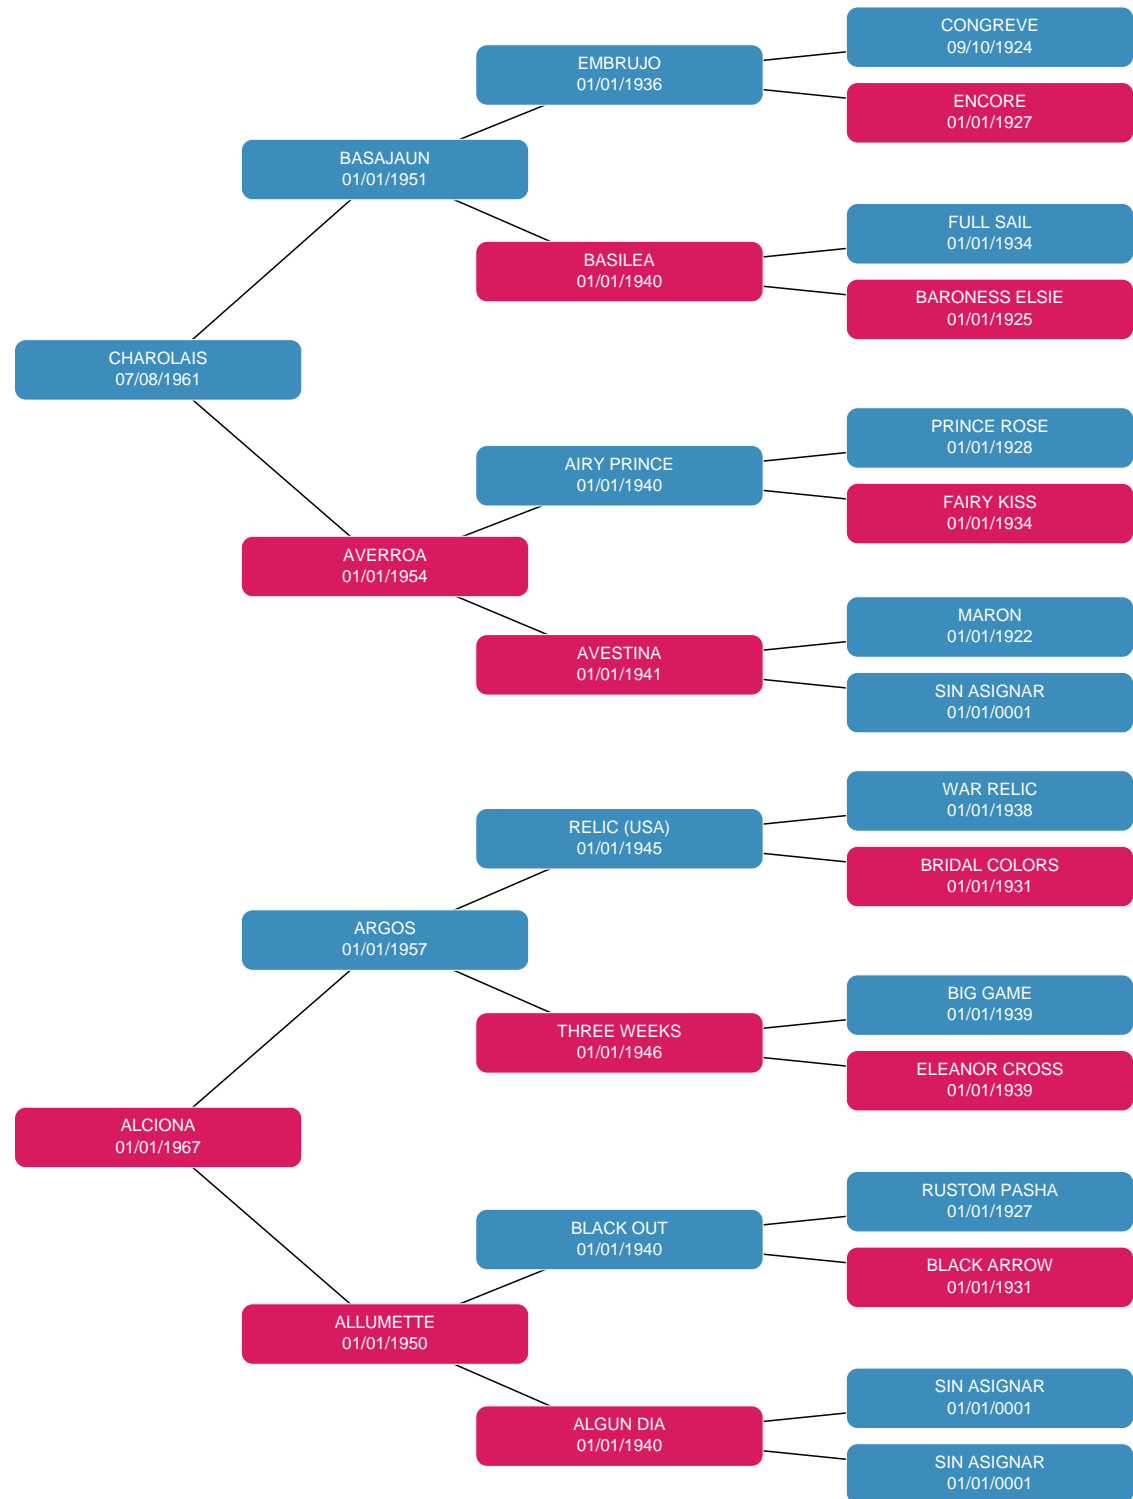 CONGREVE
09/10/1924
EMBRUJO
01/01/1936
ENCORE
01/01/1927
BASAJAUN
01/01/1951
FULL SAIL
01/01/1934
BASILEA
01/01/1940
BARONESS ELSIE
01/01/1925
CHAROLAIS
07/08/1961
PRINCE ROSE
01/01/1928
AIRY PRINCE
01/01/1940
FAIRY KISS
01/01/1934
AVERROA
01/01/1954
MARON
01/01/1922
AVESTINA
01/01/1941
SIN ASIGNAR
01/01/0001
WAR RELIC
01/01/1938
RELIC (USA)
01/01/1945
BRIDAL COLORS
01/01/1931
ARGOS
01/01/1957
BIG GAME
01/01/1939
THREE WEEKS
01/01/1946
ELEANOR CROSS
01/01/1939
ALCIONA
01/01/1967
RUSTOM PASHA
01/01/1927
BLACK OUT
01/01/1940
BLACK ARROW
01/01/1931
ALLUMETTE
01/01/1950
SIN ASIGNAR
01/01/0001
ALGUN DIA
01/01/1940
SIN ASIGNAR
01/01/0001